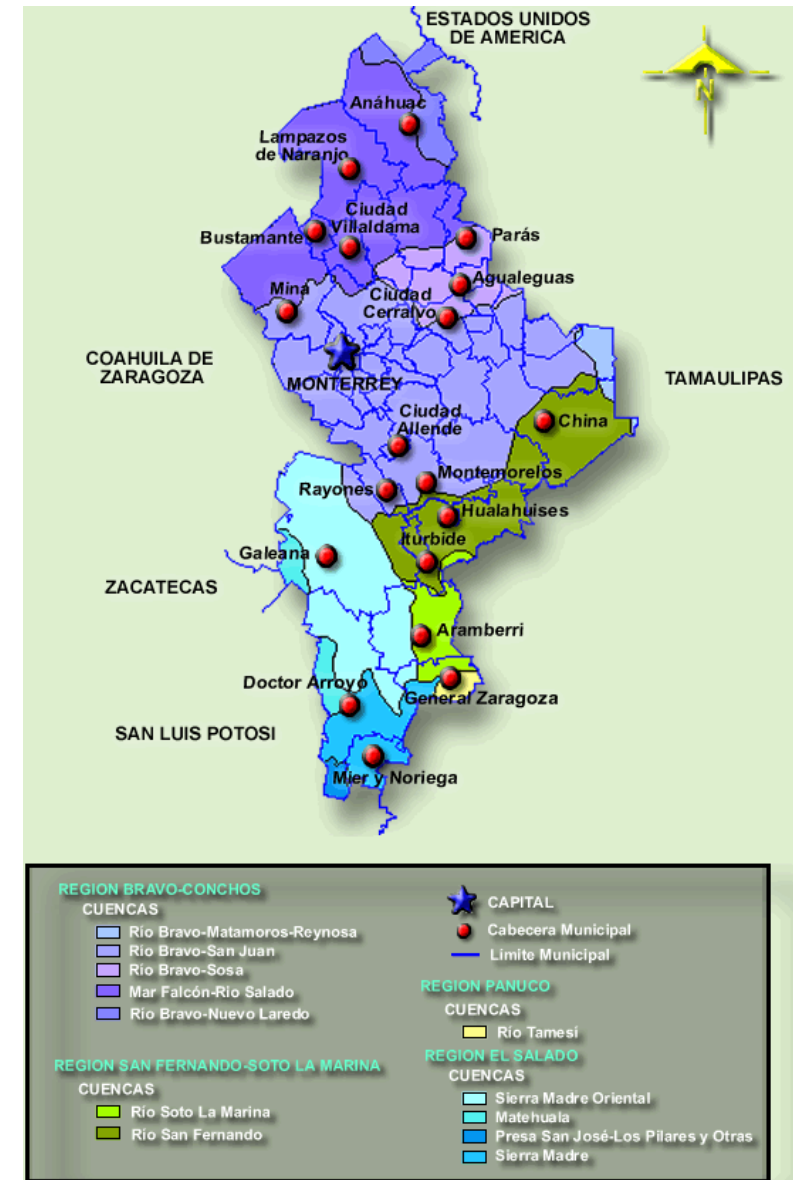 ESTADOS UNIDOS
DE AMERICA
N
Anáhuac
Lampazos
de Naranjo
Ciudad
Villaldama
Bustamante
Parás
Agualeguas
Mina
Ciudad
Cerralvo
COAHUILA DE
ZARAGOZA
MONTERREY
TAMAULIPAS
Ciudad
Allende
China
Montemorelos
Rayones
Hualahuises
Iturbide
Galeana
ZACATECAS
Aramberri
Doctor Arroyo
General Zaragoza
SAN LUIS POTOSI
Mier y Noriega
REGION BRAVO-CONCHOS
CUENCAS
Río Bravo-Matamoros-Reynosa
Río Bravo-San Juan
Río Bravo-Sosa
Mar Falcón-Río Salado
Río Bravo-Nuevo Laredo
REGION SAN FERNANDO-SOTO LA MARINA
CUENCAS
Río Soto La Marina
Río San Fernando
CAPITAL
Cabecera Municipal
Límite Municipal
REGION PANUCO
CUENCAS
Río Tamesí
REGION EL SALADO
CUENCAS
Sierra Madre Oriental
Matehuala
Presa San José-Los Pilares y Otras
Sierra Madre